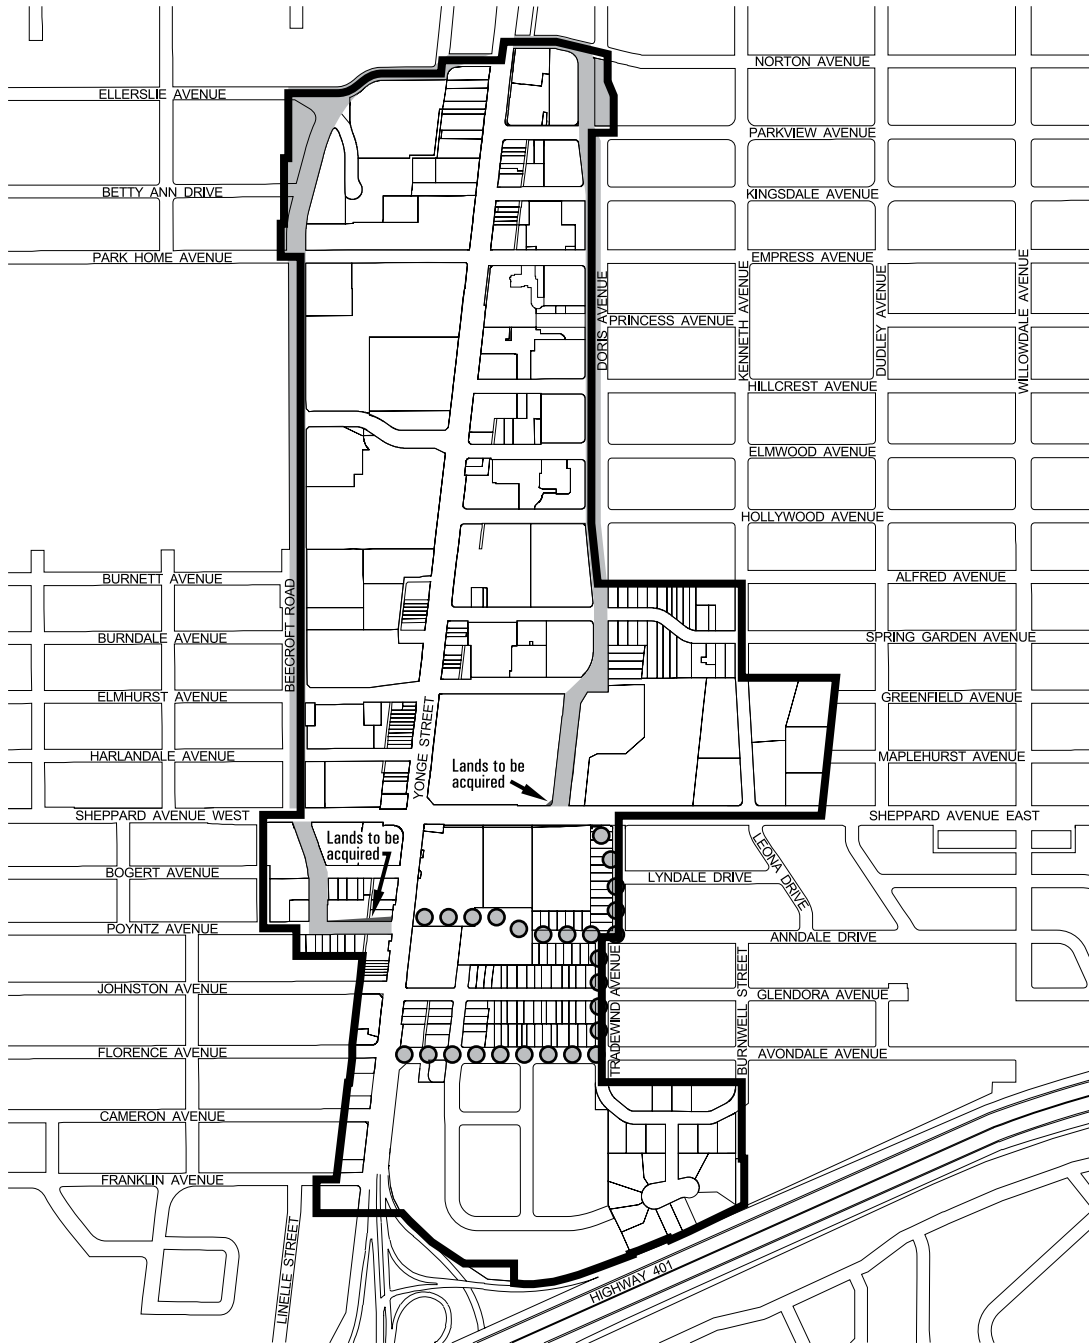 NORTON AVENUE
ELLERSLIE AVENUE
PARKVIEW AVENUE
BETTY ANN DRIVE
KINGSDALE AVENUE
PARK HOME AVENUE
EMPRESS AVENUE
DORIS AVENUE
KENNETH AVENUE
DUDLEY AVENUE
WILLOWDALE AVENUE
PRINCESS AVENUE
HILLCREST AVENUE
ELMWOOD AVENUE
HOLLYWOOD AVENUE
BURNETT AVENUE
ALFRED AVENUE
BEECROFT ROAD
BURNDALE AVENUE
SPRING GARDEN AVENUE
ELMHURST AVENUE
GREENFIELD AVENUE
YONGE STREET
HARLANDALE AVENUE
MAPLEHURST AVENUE
Lands to be
acquired
SHEPPARD AVENUE WEST
SHEPPARD AVENUE EAST
Lands to be
acquired
LEONA DRIVE
BOGERT AVENUE
LYNDALE DRIVE
POYNTZ AVENUE
ANNDALE DRIVE
TRADEWIND AVENUE
BURNWELL STREET
JOHNSTON AVENUE
GLENDORA AVENUE
FLORENCE AVENUE
AVONDALE AVENUE
CAMERON AVENUE
FRANKLIN AVENUE
LINELLE STREET
HIGHWAY 401